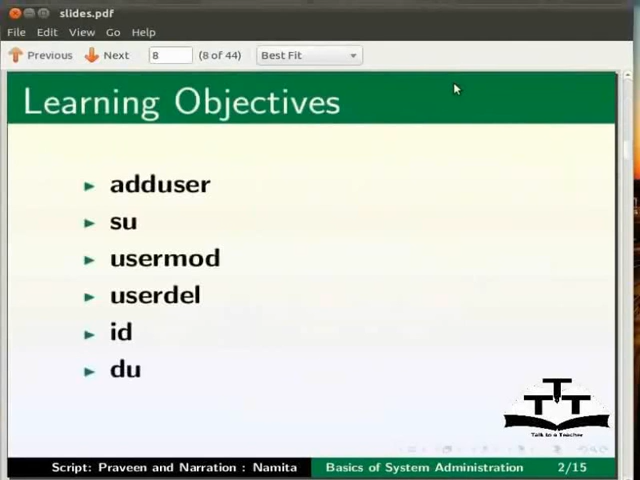 slides.pdf
File Edit View Go Help
Previous Next 8 (8 of 44) Best Fit
Learning Objectives
adduser
su
usermod
userdel
id
du
TTT
Talk to a Teacher
Script: Praveen and Narration : Namita Basics of System Administration 2/15